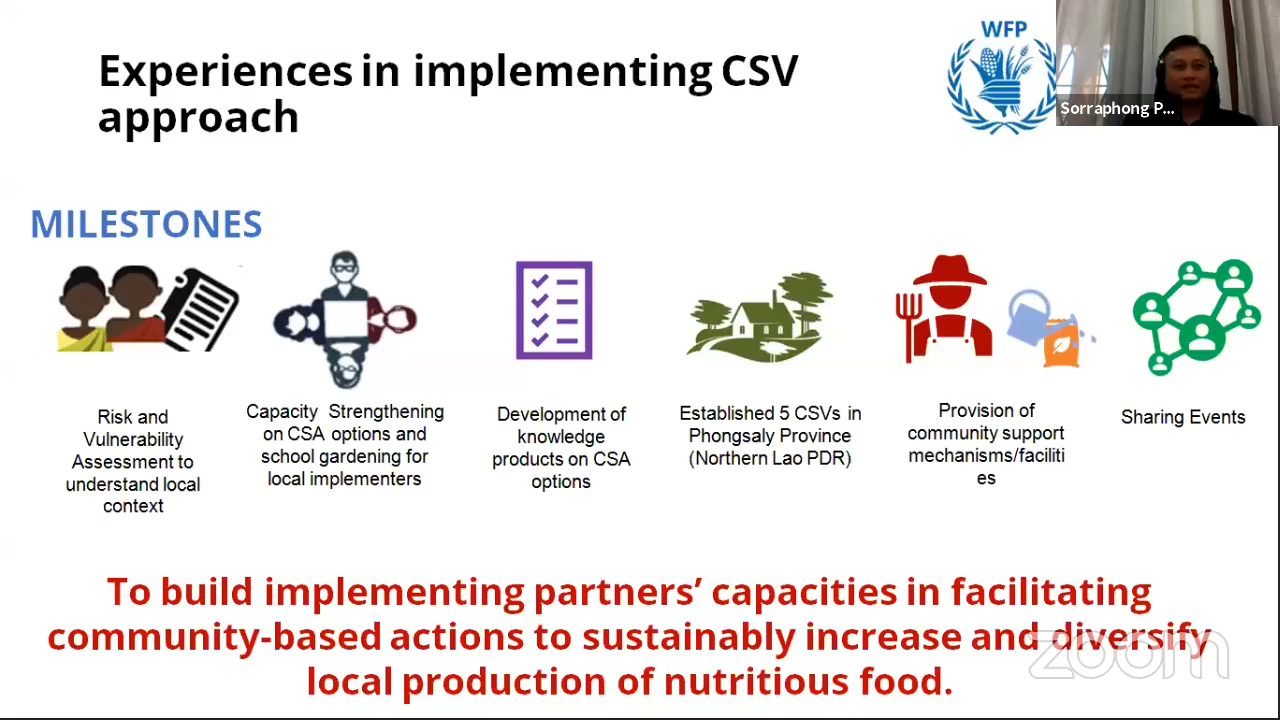 Experiences in implementing CSV
approach
WFP
Sorraphong P...
MILESTONES
Risk and
Vulnerability
Assessment to
understand local
context
Capacity Strengthening
on CSA options and
school gardening for
local implementers
Development of
knowledge
products on CSA
options
Established 5 CSVs in
Phongsaly Province
(Northern Lao PDR)
Provision of
community support
mechanisms/faciliti
es
Sharing Events
To build implementing partners’ capacities in facilitating
community-based actions to sustainably increase and diversify
local production of nutritious food.
zoom